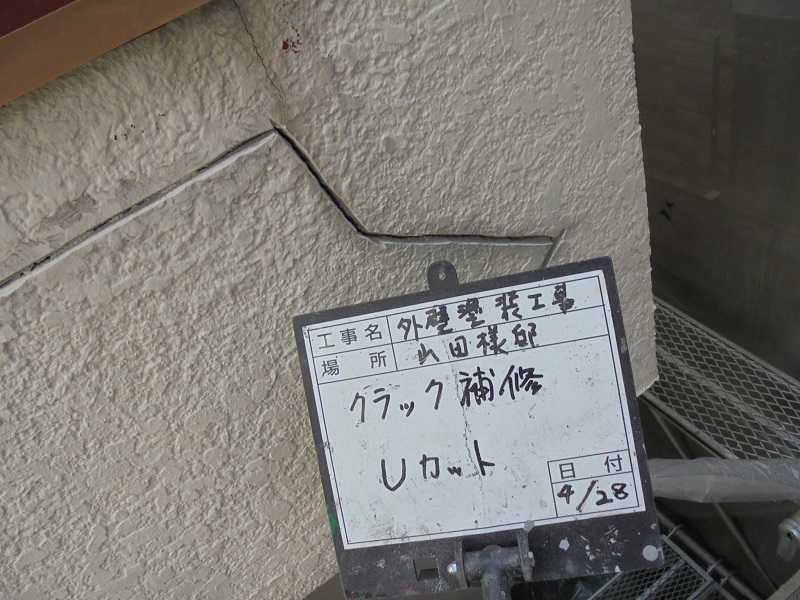 工事名 外壁塗装工事
場所 山田様邸
クラック補修
Uカット
日付
4/28